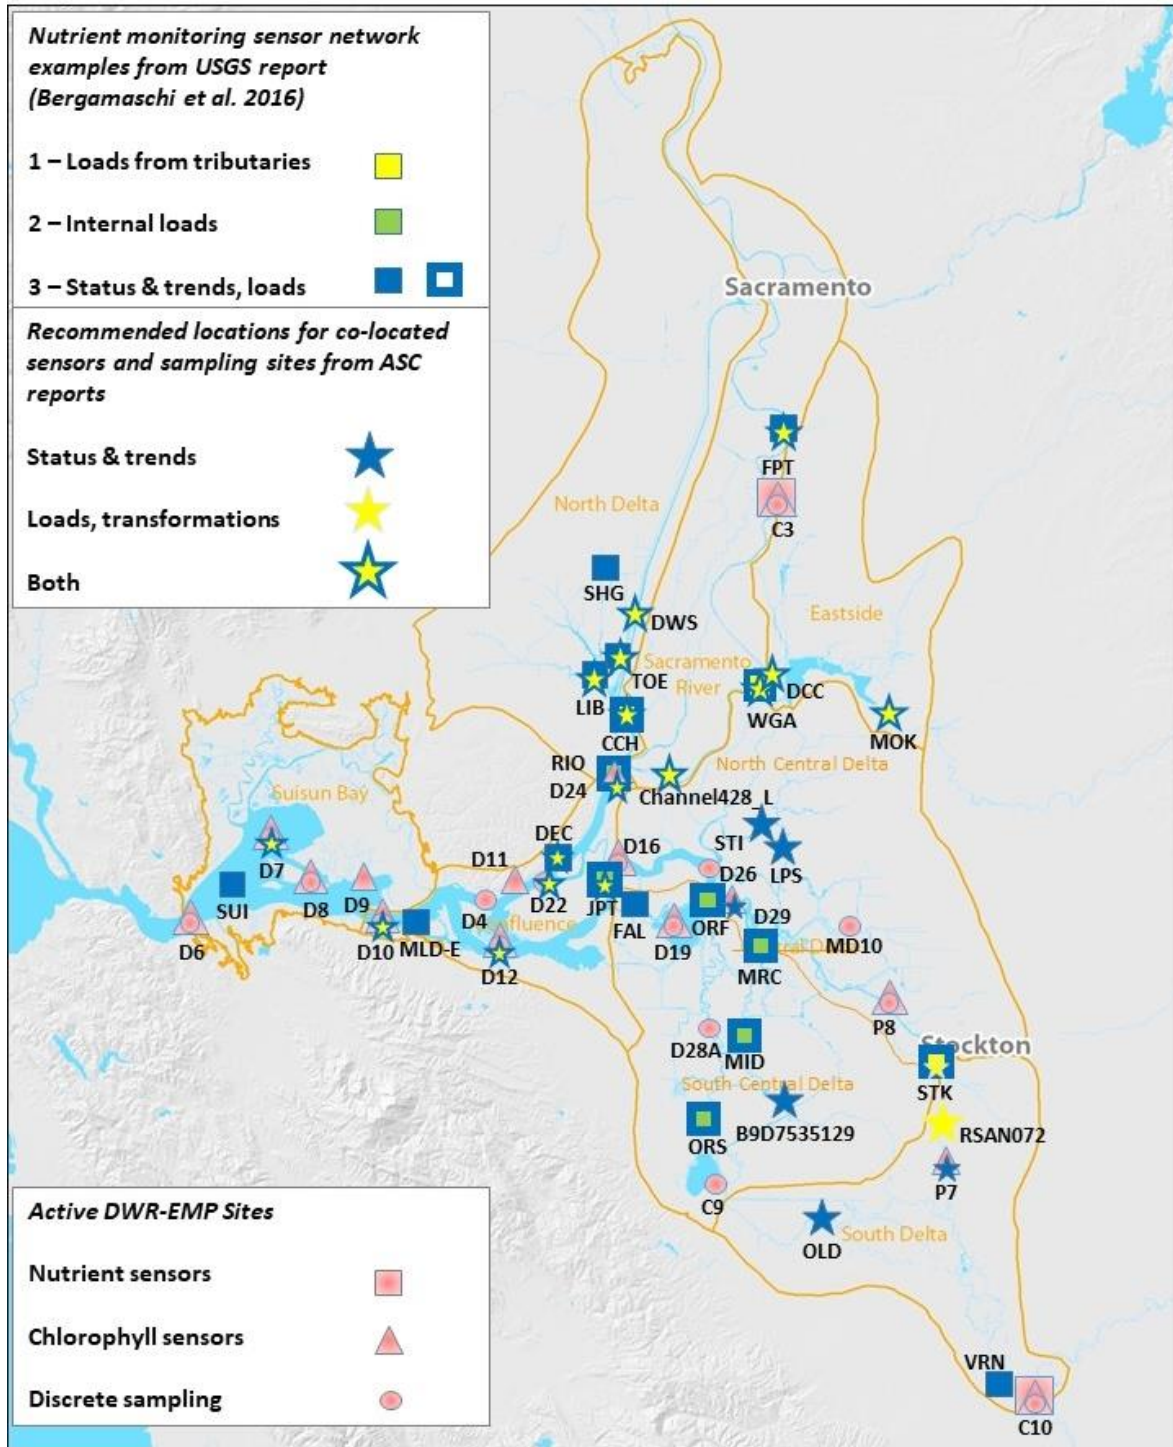 Nutrient monitoring sensor network
examples from USGS report
(Bergamaschi et al. 2016)
1 – Loads from tributaries
2 – Internal loads
3 – Status & trends, loads
Recommended locations for co-located
sensors and sampling sites from ASC
reports
Status & trends
Loads, transformations
Both
Sacramento
FPT
North Delta
C3
SHG
Eastside
DWS
Sacramento
River
TOE
DCC
LIB
WGA
CCH
MOK
RIO
North Central Delta
D24
Channel428_L
Suisun Bay
DEC
STI
D16
D11
LPS
D7
D26
D8
D9
D22
JPT
SUI
D4
ORF
D29
FAL
D6
D10
MLD-E
D19
MD10
D12
MRC
P8
Stockton
D28A
MID
South Central Delta
STK
B9D7535129
RSAN072
ORS
P7
C9
South Delta
OLD
Active DWR-EMP Sites
Nutrient sensors
Chlorophyll sensors
Discrete sampling
VRN
C10